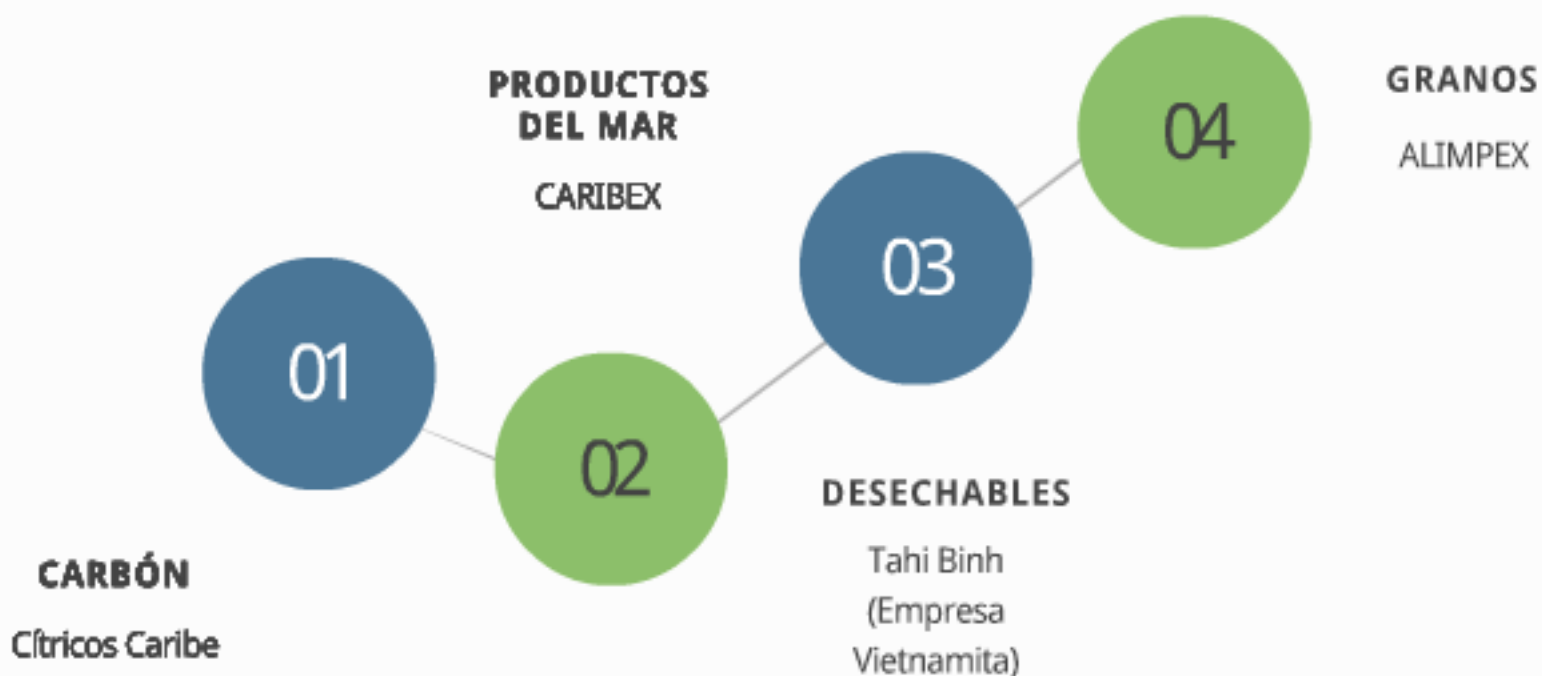 01
CARBÓN
Cítricos Caribe
PRODUCTOS
DEL MAR
CARIBEX
02
03
DESECHABLES
Tahi Binh
(Empresa
Vietnamita)
04
GRANOS
ALIMPEX